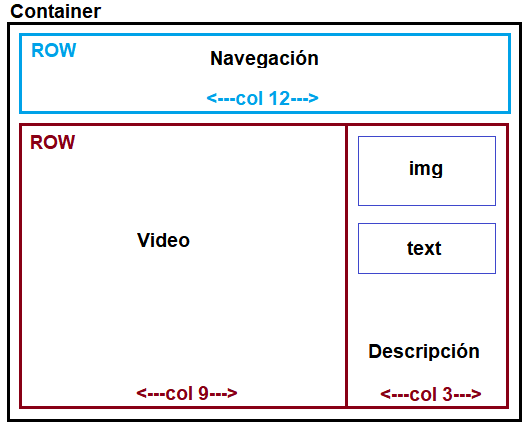 Container
ROW
Navegación
<---col 12--->
ROW
Video
<---col 9--->
img
text
Descripción
<---col 3--->